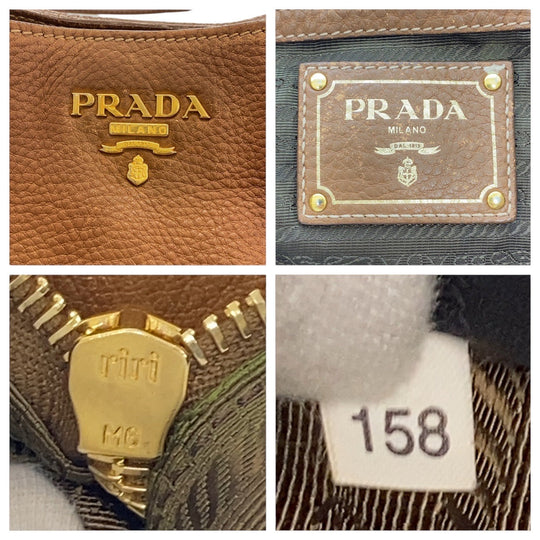 PRADA
MILANO
PRADA
MILANO
DAL 1913
riri
M6
158